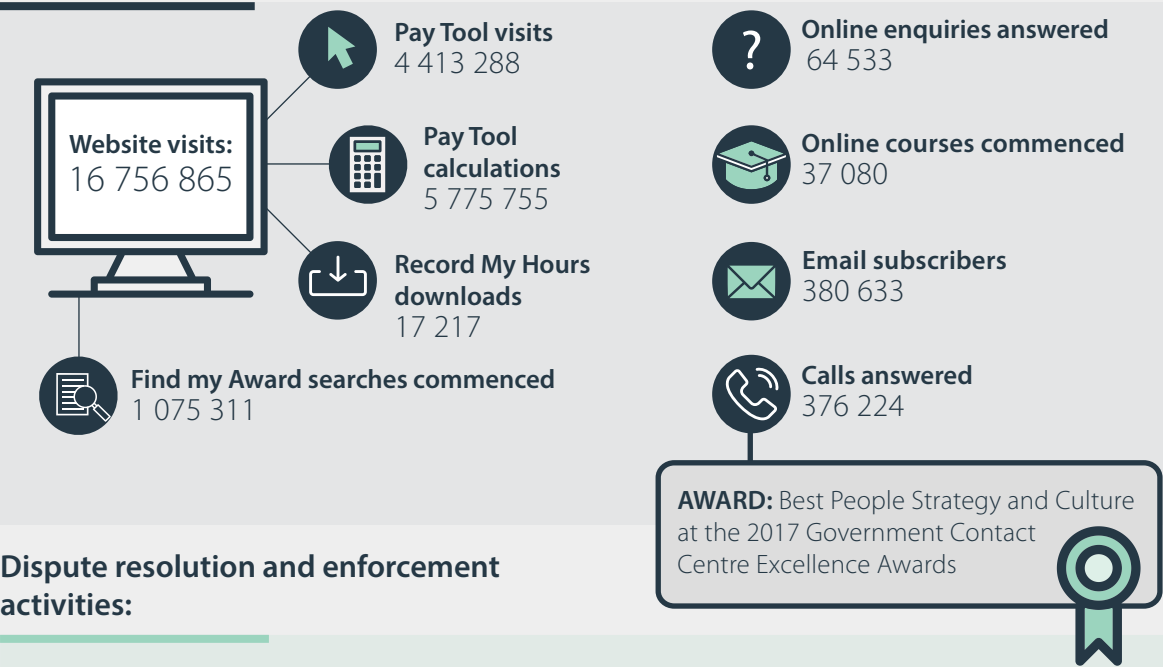 Website visits:
16 756 865
Pay Tool visits
4 413 288
Pay Tool
calculations
5 775 755
Record My Hours
downloads
17 217
Find my Award searches commenced
1 075 311
?
Online enquiries answered
64 533
Online courses commenced
37 080
Email subscribers
380 633
Calls answered
376 224
AWARD: Best People Strategy and Culture
at the 2017 Government Contact
Centre Excellence Awards
Dispute resolution and enforcement
activities: